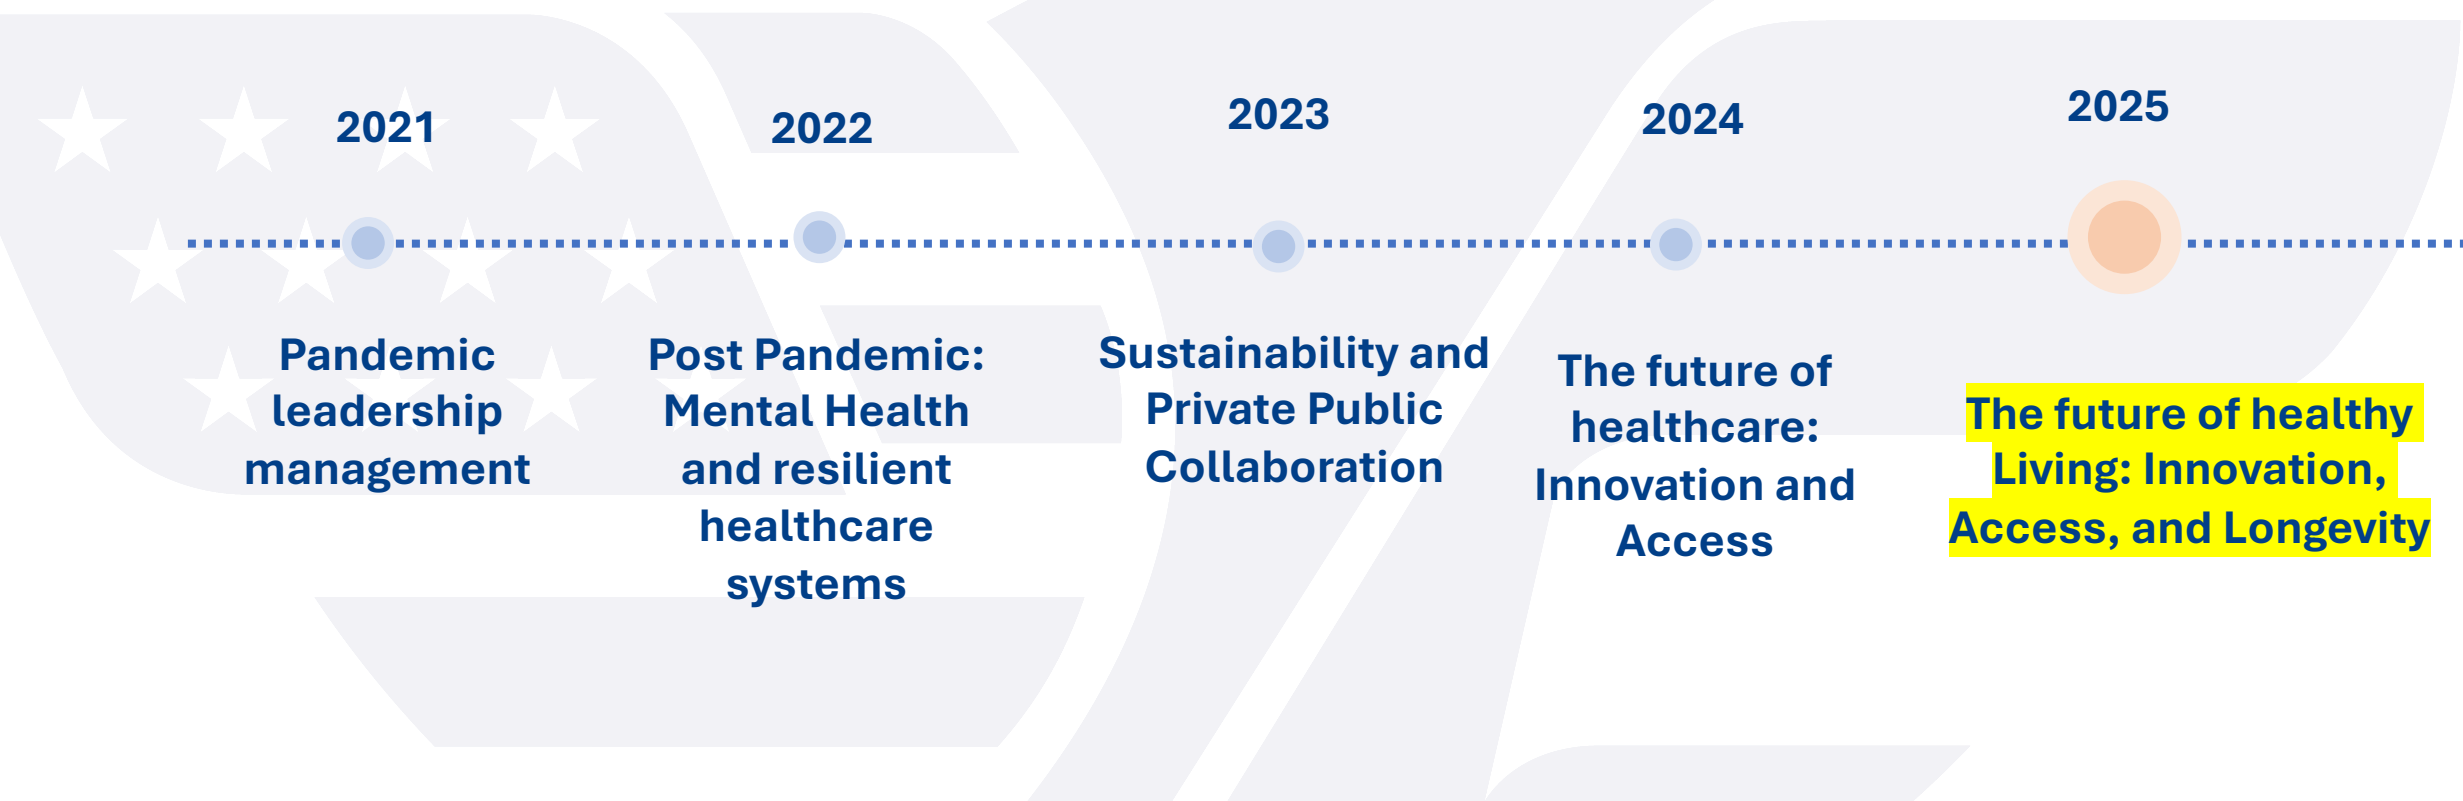 2021
Pandemic
leadership
management
2022
Post Pandemic:
Mental Health
and resilient
healthcare
systems
2023
Sustainability and
Private Public
Collaboration
2024
The future of
healthcare:
Innovation and
Access
2025
The future of healthy
Living: Innovation,
Access, and Longevity